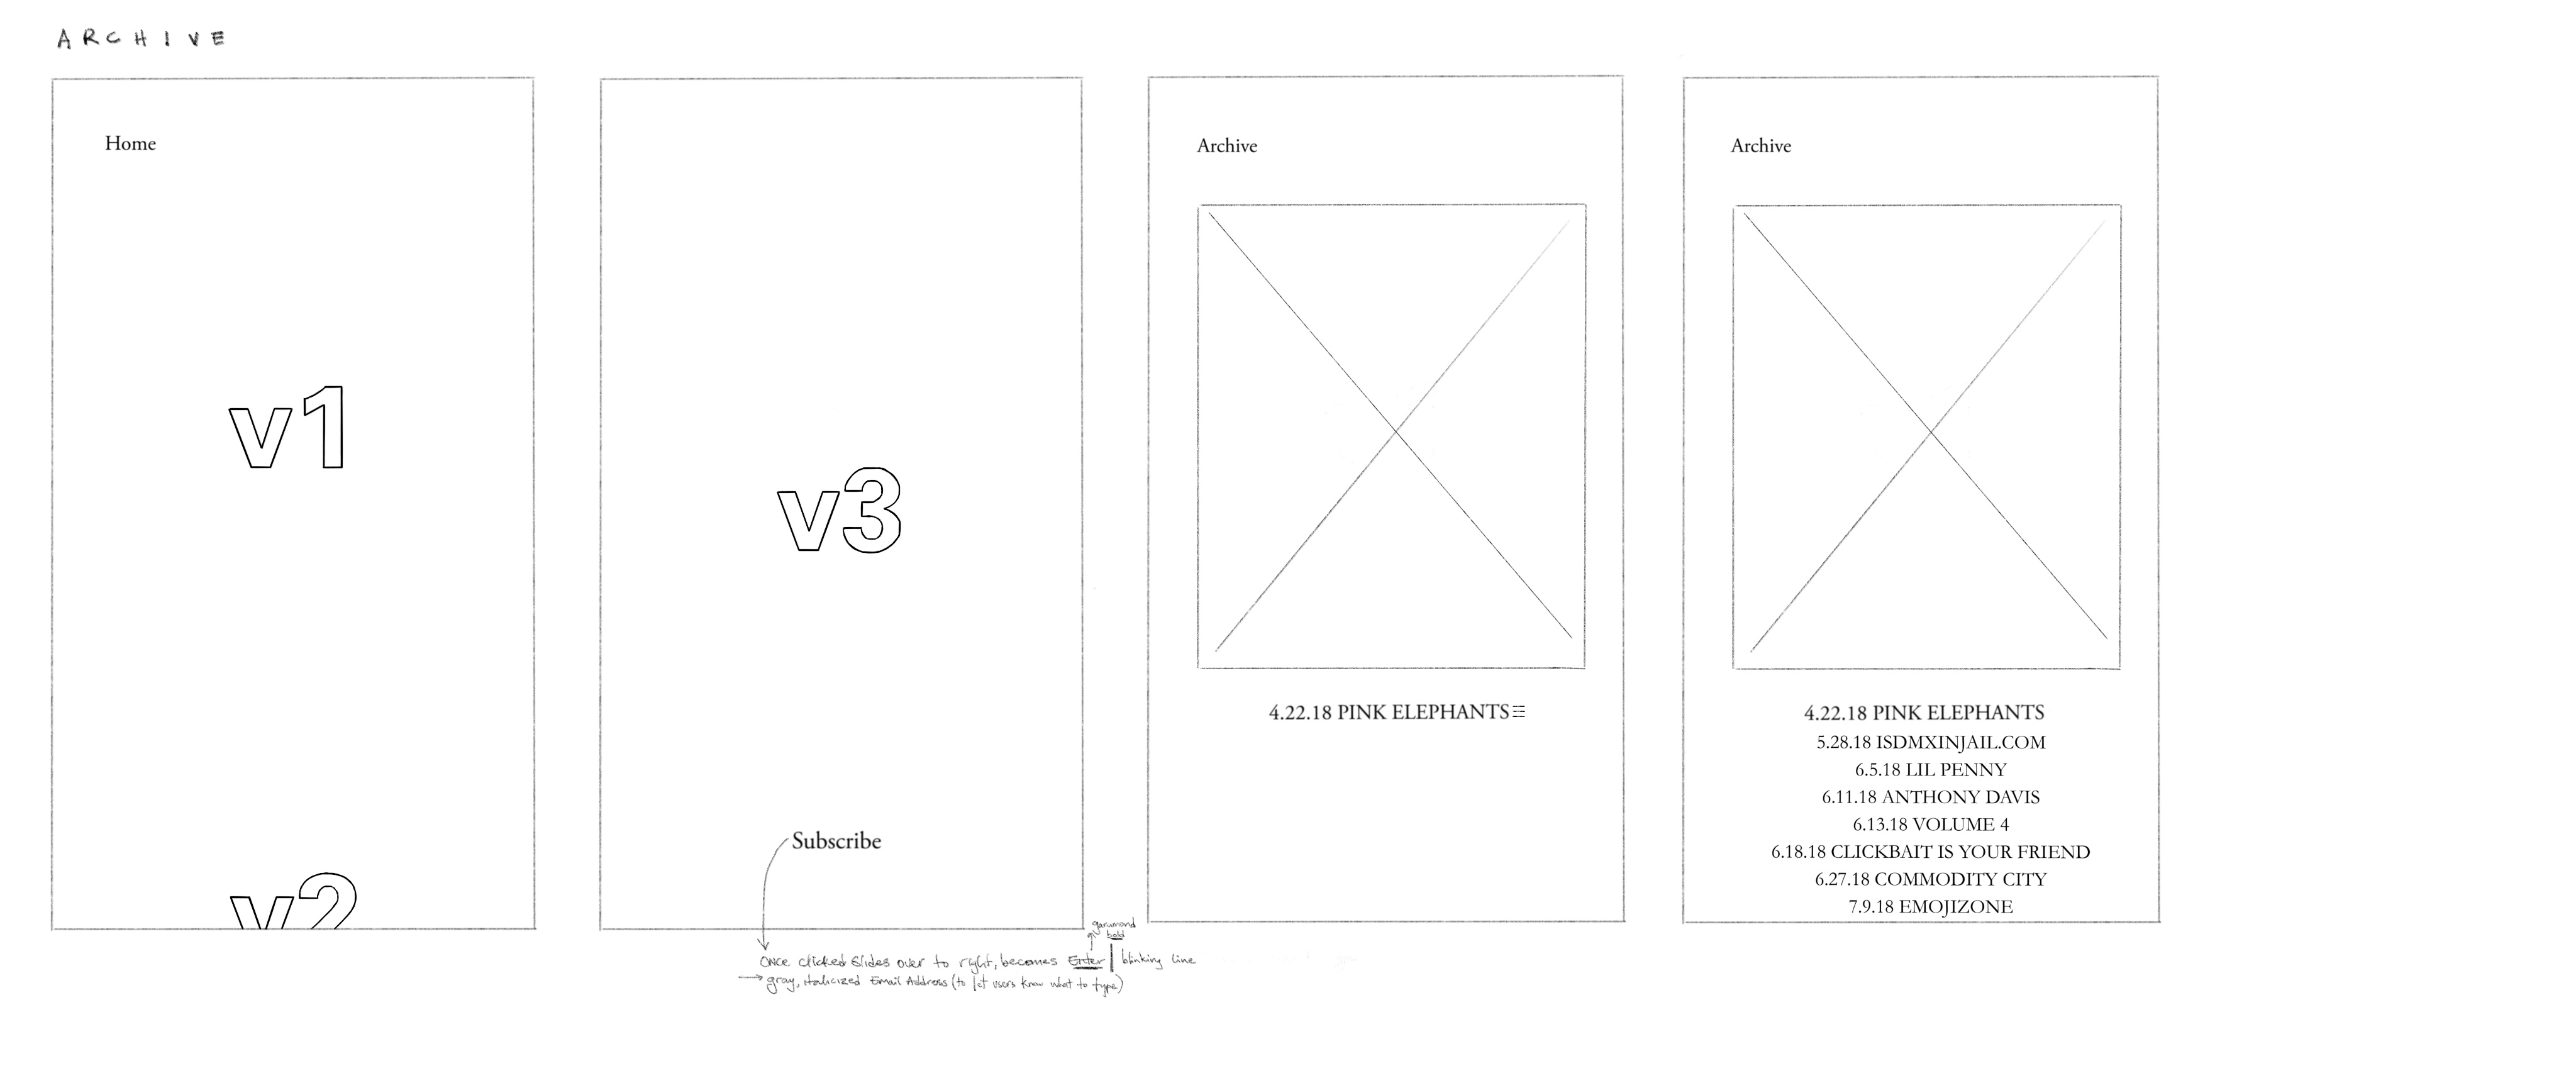 ARCHIVE
Home
v1
v2
v3
Subscribe
garamond
bold
Once clicked slides over to right, becomes Enter | blinking line
→ gray, italicized Email Address (to let users know what to type)
Archive
4.22.18 PINK ELEPHANTS
Archive
4.22.18 PINK ELEPHANTS
5.28.18 ISDMXINJAIL.COM
6.5.18 LIL PENNY
6.11.18 ANTHONY DAVIS
6.13.18 VOLUME 4
6.18.18 CLICKBAIT IS YOUR FRIEND
6.27.18 COMMODITY CITY
7.9.18 EMOJIZONE